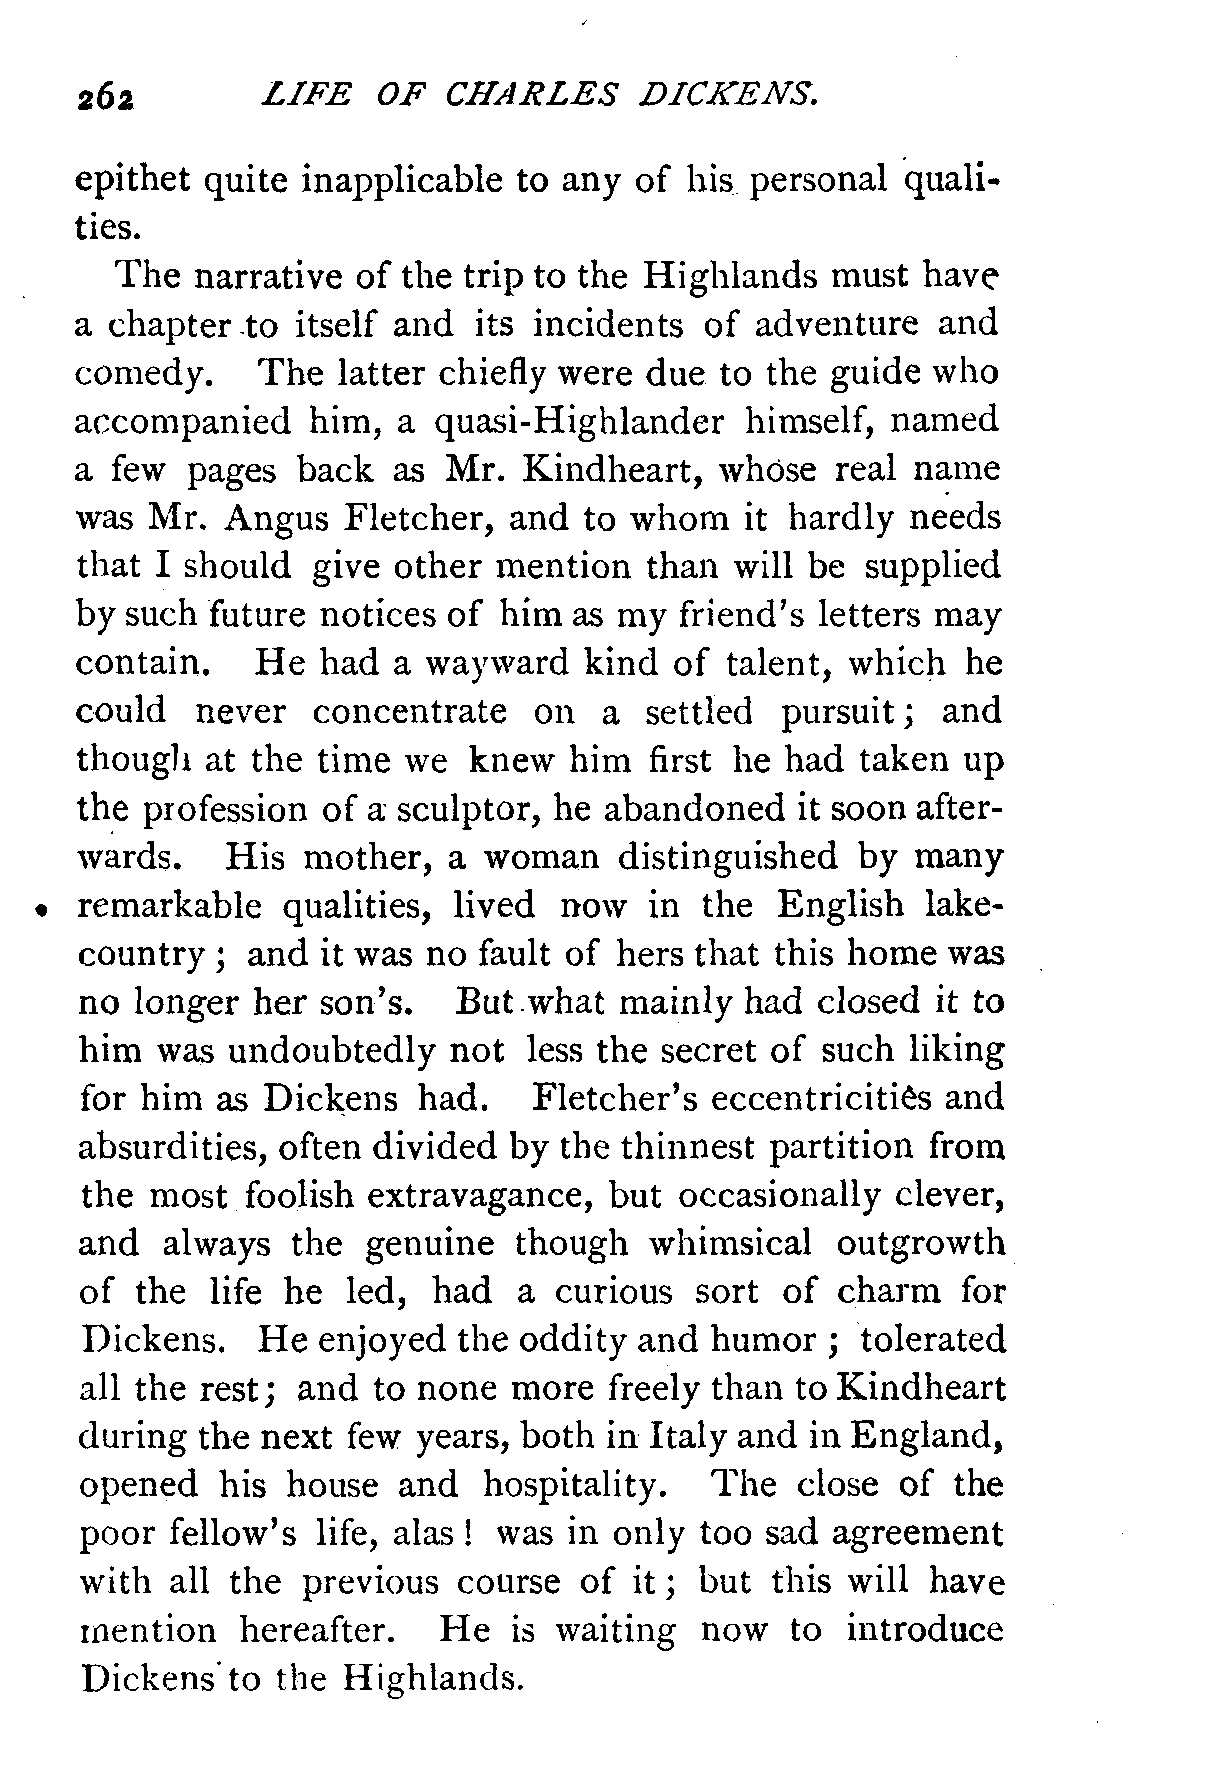 262 LIFE OF CHARLES DICKENS.
epithet quite inapplicable to any of his personal quali-
ties.
The narrative of the trip to the Highlands must have
a chapter to itself and its incidents of adventure and
comedy. The latter chiefly were due to the guide who
accompanied him, a quasi-Highlander himself, named
a few pages back as Mr. Kindheart, whose real name
was Mr. Angus Fletcher, and to whom it hardly needs
that I should give other mention than will be supplied
by such future notices of him as my friend's letters may
contain. He had a wayward kind of talent, which he
could never concentrate on a settled pursuit; and
though at the time we knew him first he had taken up
the profession of a sculptor, he abandoned it soon after-
wards. His mother, a woman distinguished by many
remarkable qualities, lived now in the English lake-
country; and it was no fault of hers that this home was
no longer her son's. But what mainly had closed it to
him was undoubtedly not less the secret of such liking
for him as Dickens had. Fletcher's eccentricities and
absurdities, often divided by the thinnest partition from
the most foolish extravagance, but occasionally clever,
and always the genuine though whimsical outgrowth
of the life he led, had a curious sort of charm for
Dickens. He enjoyed the oddity and humor; tolerated
all the rest; and to none more freely than to Kindheart
during the next few years, both in Italy and in England,
opened his house and hospitality. The close of the
poor fellow's life, alas! was in only too sad agreement
with all the previous course of it; but this will have
mention hereafter. He is waiting now to introduce
Dickens to the Highlands.